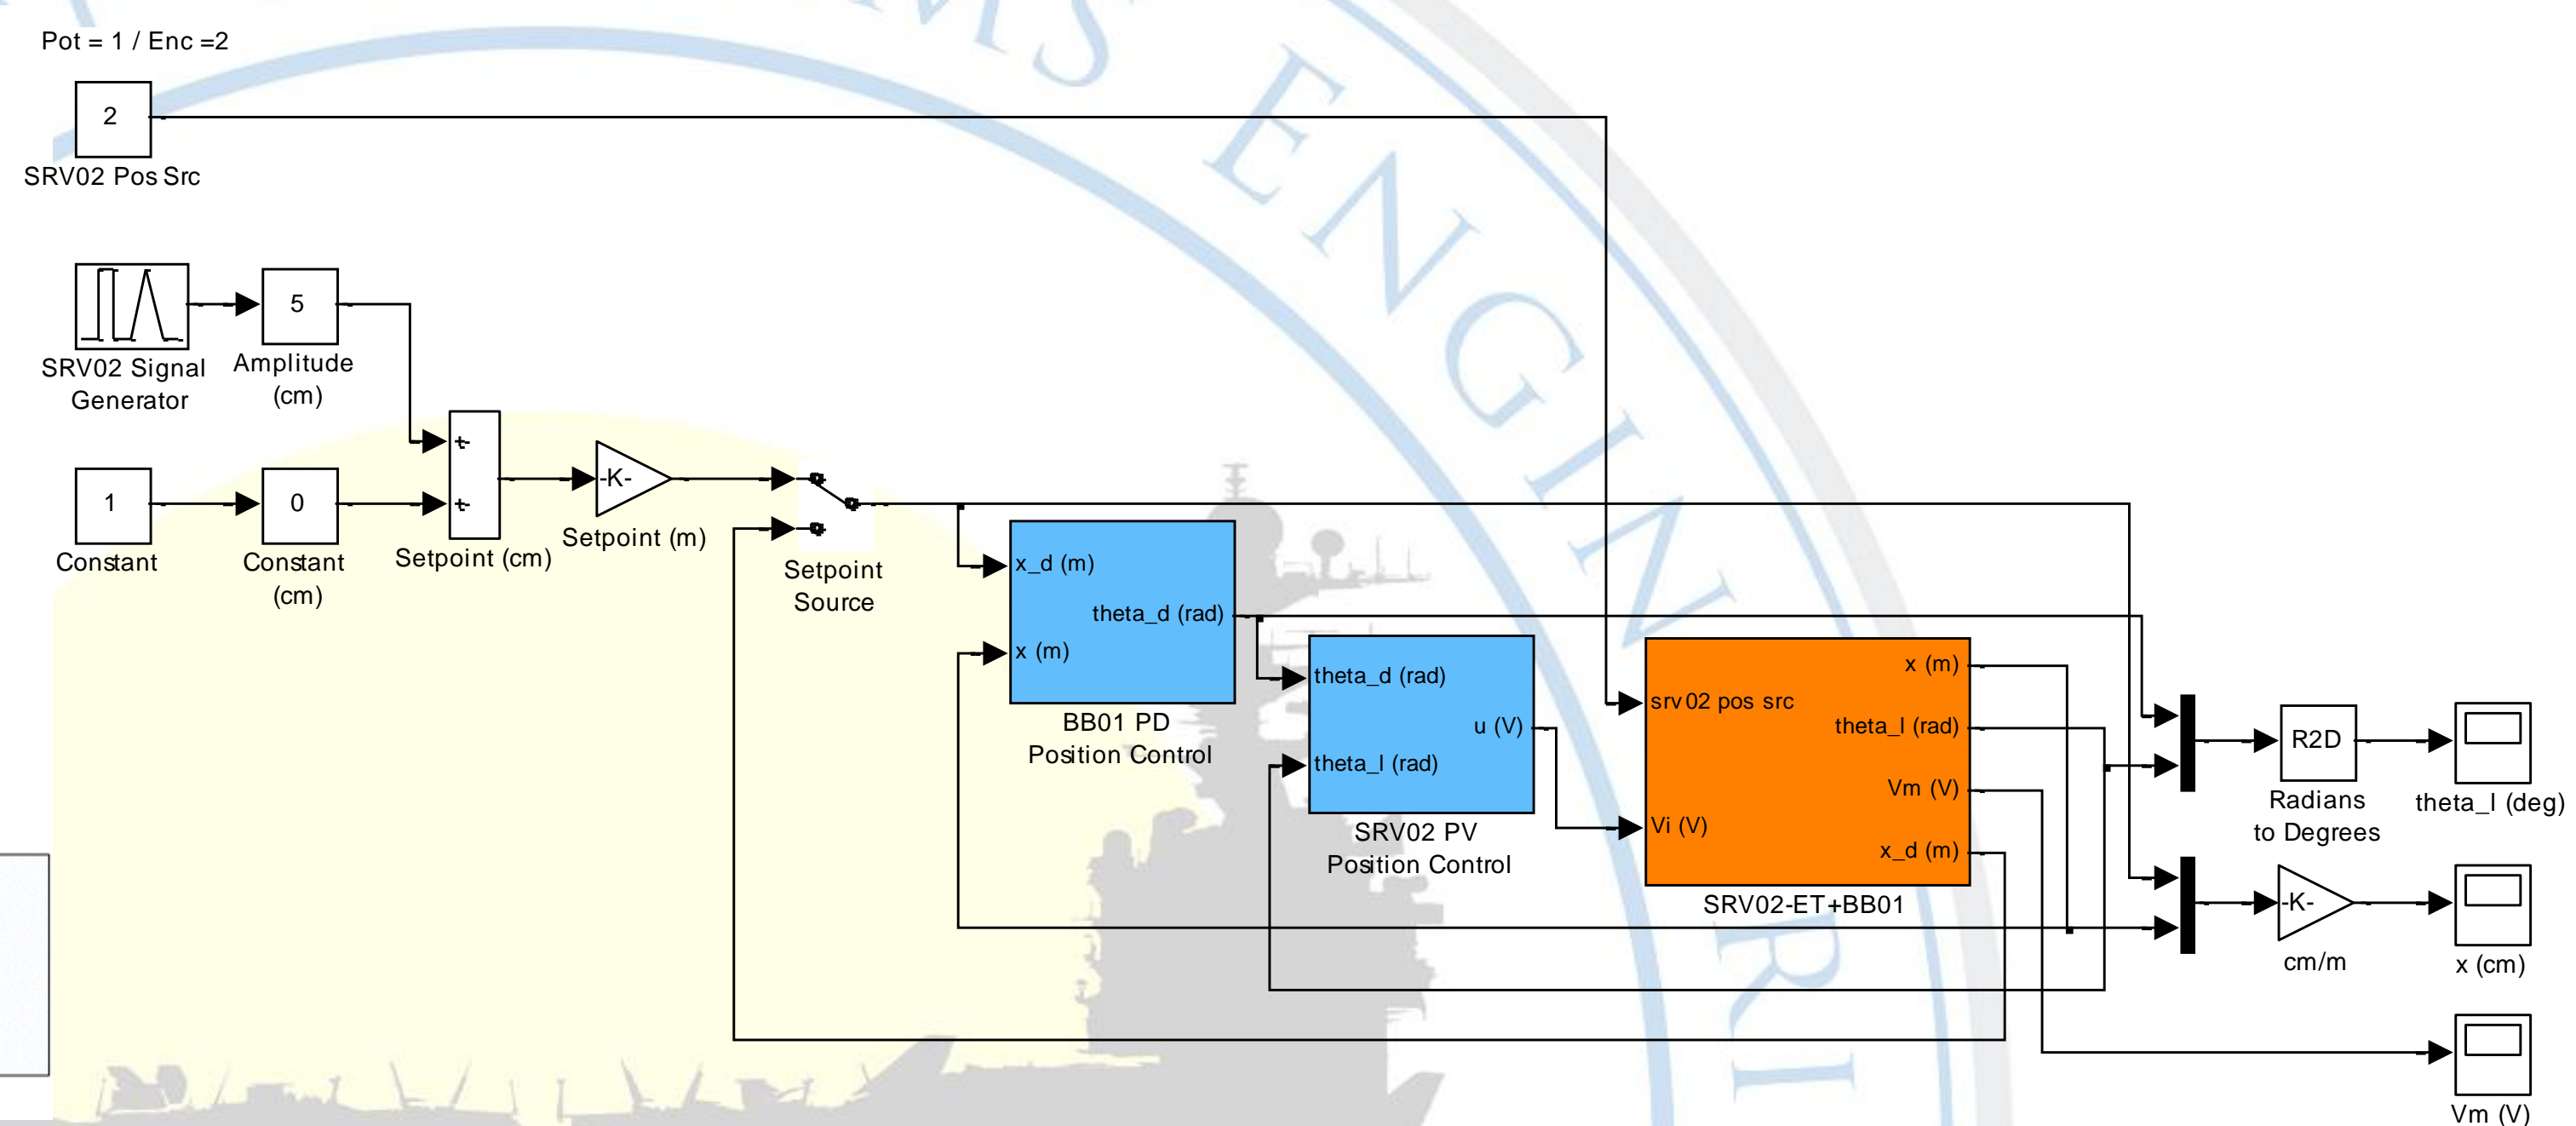 Pot = 1 / Enc =2
2
SRV02 Pos Src
SRV02 Signal
Generator
5
Amplitude
(cm)
1
Constant
0
Constant
(cm)
+
+
Setpoint (cm)
-K-
Setpoint (m)
Setpoint
Source
x_d (m)
theta_d (rad)
x (m)
BB01 PD
Position Control
theta_d (rad)
u (V)
theta_l (rad)
SRV02 PV
Position Control
srv02 pos src
Vi (V)
x (m)
theta_l (rad)
Vm (V)
x_d (m)
SRV02-ET+BB01
R2D
Radians
to Degrees
theta_l (deg)
-K-
cm/m
x (cm)
Vm (V)
MS ENGIN
RI